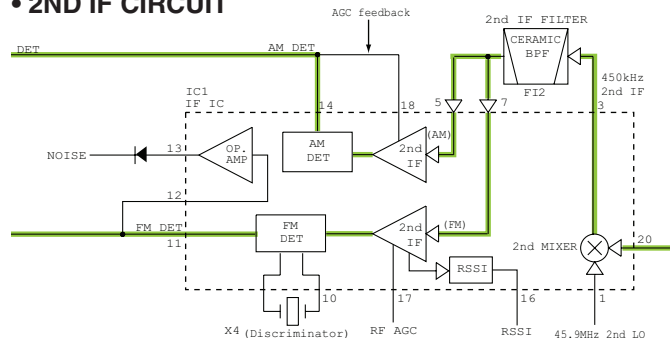 • 2ND IF CIRCUIT
AGC feedback
2nd IF FILTER
DET
AM DET
CERAMIC
BPF
FI2
450kHz
2nd IF
IC1
IF IC
14
18
5
7
3
(AM)
NOISE
13
OP.
AMP
AM
DET
2nd
IF
12
FM DET
11
FM
DET
2nd
IF
(FM)
2nd MIXER
20
RSSI
10
17
16
1
X4 (Discriminator)
RF AGC
RSSI
45.9MHz 2nd LO